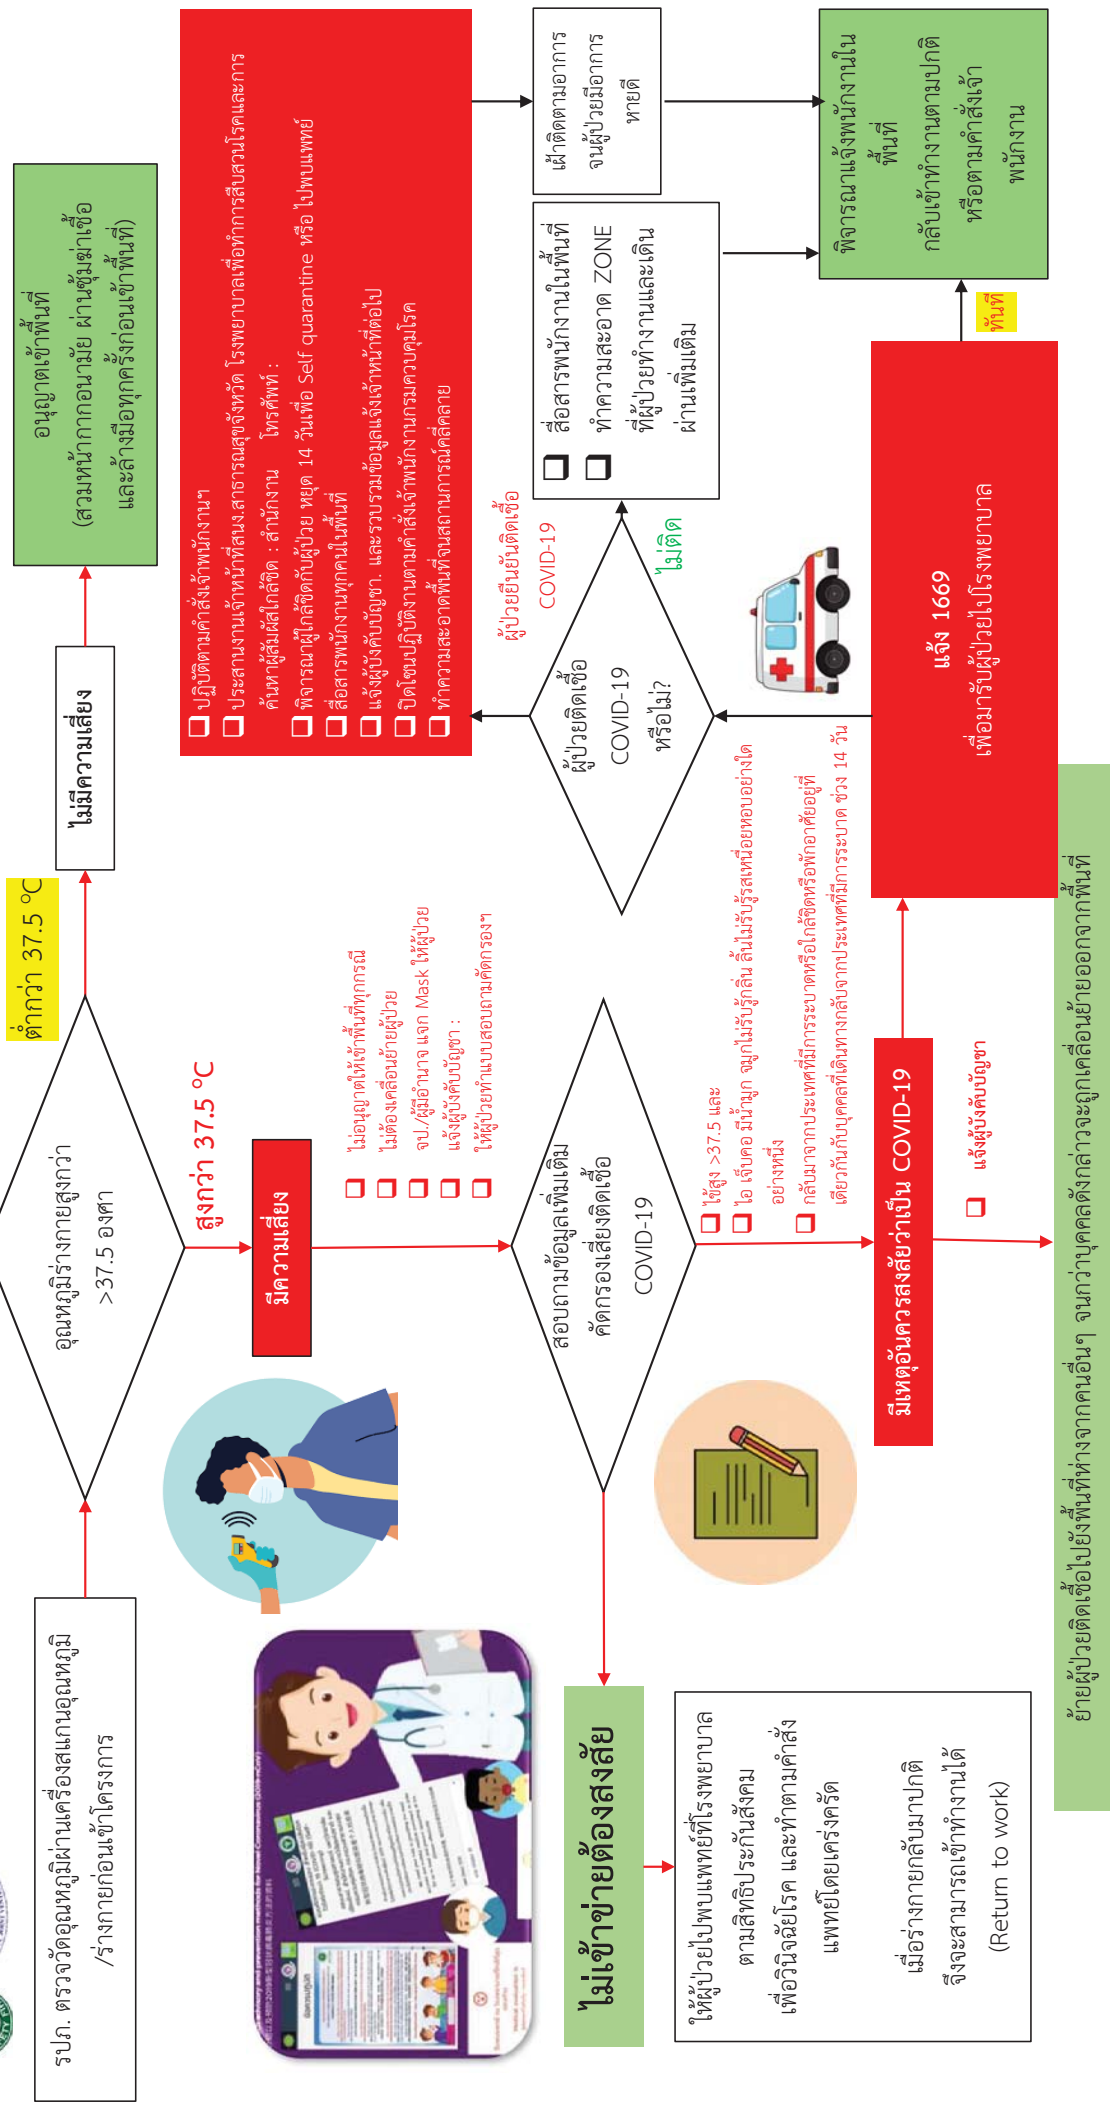 รปภ. ตรวจวัดอุณหภูมิผ่านเครื่องสแกนอุณหภูมิ
/ร่างกายก่อนเข้าโครงการ
อุณหภูมิร่างกายสูงกว่า
>37.5 องศา
ต่ำกว่า 37.5 °C
ไม่มีความเสี่ยง
อนุญาตเข้าพื้นที่
(สวมหน้ากากอนามัย ผ่านซุ้มฆ่าเชื้อ
และล้างมือทุกครั้งก่อนเข้าพื้นที่)
สูงกว่า 37.5 °C
มีความเสี่ยง
ไม่อนุญาตให้เข้าพื้นที่ทุกกรณี
ไม่ต้องเคลื่อนย้ายผู้ป่วย
จป./ผู้มีอำนาจ แจก Mask ให้ผู้ป่วย
แจ้งผู้บังคับบัญชา :
ให้ผู้ป่วยทำแบบสอบถามคัดกรองฯ
สอบถามข้อมูลเพิ่มเติม
คัดกรองเสี่ยงติดเชื้อ
COVID-19
ไม่เข้าข่ายต้องสงสัย
ให้ผู้ป่วยไปพบแพทย์ที่โรงพยาบาล
ตามสิทธิประกันสังคม
เพื่อวินิจฉัยโรค และทำตามคำสั่ง
แพทย์โดยเคร่งครัด
เมื่อร่างกายกลับมาปกติ
จึงจะสามารถเข้าทำงานได้
(Return to work)
ไข้สูง >37.5 และ
ไอ เจ็บคอ มีน้ำมูก จมูกไม่รับรู้กลิ่น ลิ้นไม่รับรู้รสเหนื่อยหอบอย่างใด
อย่างหนึ่ง
กลับมาจากประเทศที่มีการระบาดหรือใกล้ชิดหรือพักอาศัยอยู่ที่
เดียวกันกับบุคคลที่เดินทางกลับจากประเทศที่มีการระบาด ช่วง 14 วัน
มีเหตุอันควรสงสัยว่าเป็น COVID-19
แจ้งผู้บังคับบัญชา
ย้ายผู้ป่วยติดเชื้อไปยังพื้นที่ห่างจากคนอื่นๆ จนกว่าบุคคลดังกล่าวจะถูกเคลื่อนย้ายออกจากพื้นที่
แจ้ง 1669
เพื่อมารับผู้ป่วยไปโรงพยาบาล
ทันที
ผู้ป่วยติดเชื้อ
COVID-19
หรือไม่?
ผู้ป่วยยืนยันติดเชื้อ
COVID-19
ไม่ติด
ปฏิบัติตามคำสั่งเจ้าพนักงานฯ
ประสานงานเจ้าหน้าที่สนง.สาธารณสุขจังหวัด โรงพยาบาลเพื่อทำการสืบสวนโรคและการ
ค้นหาผู้สัมผัสใกล้ชิด : สำนักงาน โทรศัพท์ :
พิจารณาผู้ใกล้ชิดกับผู้ป่วย หยุด 14 วันเพื่อ Self quarantine หรือ ไปพบแพทย์
สื่อสารพนักงานทุกคนในพื้นที่
แจ้งผู้บังคับบัญชา. และรวบรวมข้อมูลแจ้งเจ้าหน้าที่ต่อไป
ปิดโซนปฏิบัติงานตามคำสั่งเจ้าพนักงานกรมควบคุมโรค
ทำความสะอาดพื้นที่จนสถานการณ์คลี่คลาย
สื่อสารพนักงานในพื้นที่
ทำความสะอาด ZONE
ที่ผู้ป่วยทำงานและเดิน
ผ่านเพิ่มเติม
เฝ้าติดตามอาการ
จนผู้ป่วยมีอาการ
หายดี
พิจารณาแจ้งพนักงานใน
พื้นที่
กลับเข้าทำงานตามปกติ
หรือตามคำสั่งเจ้า
พนักงาน